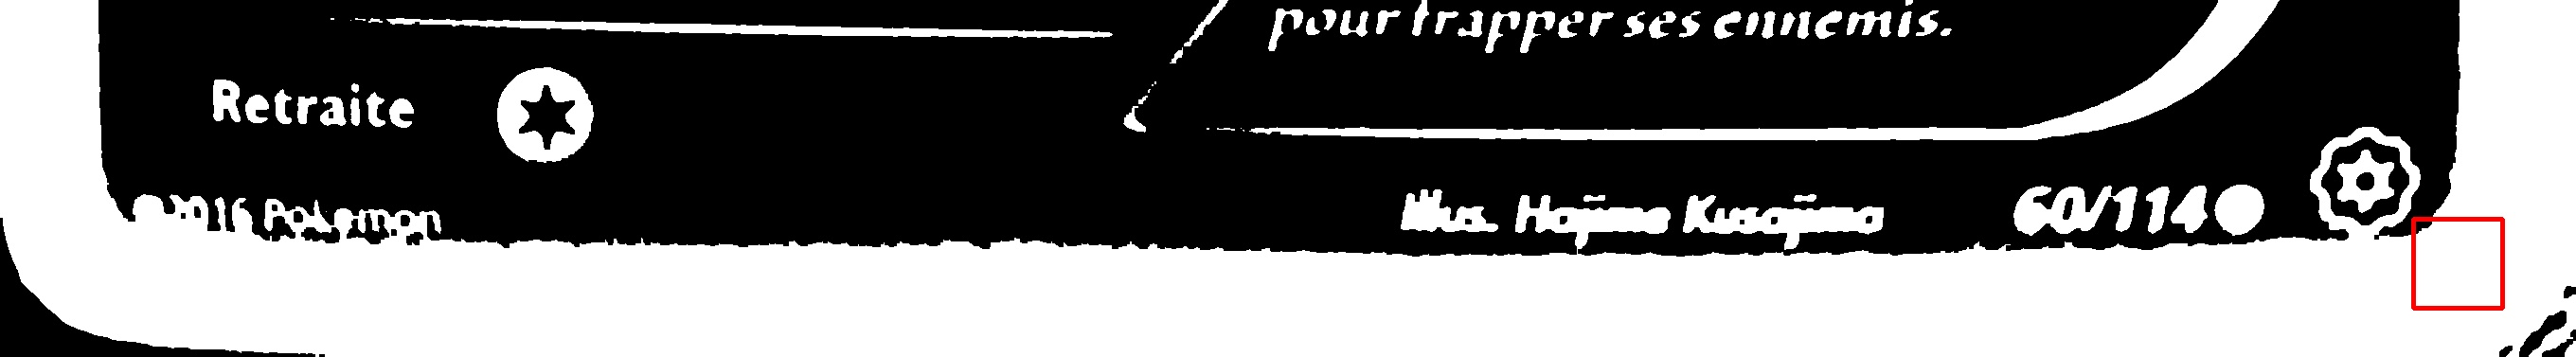 pour frapper ses ennemis.
Retraite
©2016 Pokémon
Illus. Hajime Kusajima
60/114